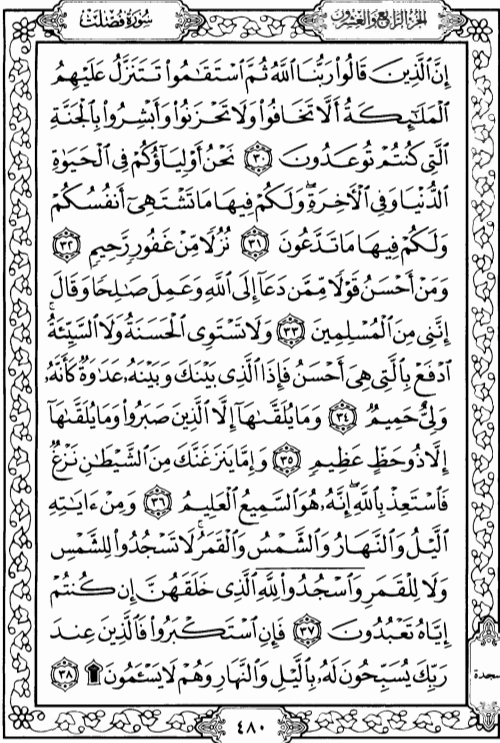 الجزء الرابع والعشرون
سورة فصلت
إِنَّ ٱلَّذِينَ قَالُوا۟ رَبُّنَا ٱللَّهُ ثُمَّ ٱسْتَقَٰمُوا۟ تَتَنَزَّلُ عَلَيْهِمُ
ٱلْمَلَٰٓئِكَةُ أَلَّا تَخَافُوا۟ وَلَا تَحْزَنُوا۟ وَأَبْشِرُوا۟ بِٱلْجَنَّةِ
ٱلَّتِى كُنتُمْ تُوعَدُونَ ٣٠ نَحْنُ أَوْلِيَآؤُكُمْ فِى ٱلْحَيَوٰةِ
ٱلدُّنْيَا وَفِى ٱلْءَاخِرَةِ ۖ وَلَكُمْ فِيهَا مَا تَشْتَهِىٓ أَنفُسُكُمْ
وَلَكُمْ فِيهَا مَا تَدَّعُونَ ٣١ نُزُلًا مِّنْ غَفُورٍ رَّحِيمٍ ٣٢
وَمَنْ أَحْسَنُ قَوْلًا مِّمَّن دَعَآ إِلَى ٱللَّهِ وَعَمِلَ صَٰلِحًا وَقَالَ
إِنَّنِى مِنَ ٱلْمُسْلِمِينَ ٣٣ وَلَا تَسْتَوِى ٱلْحَسَنَةُ وَلَا ٱلسَّيِّئَةُ ۚ
ٱدْفَعْ بِٱلَّتِى هِىَ أَحْسَنُ فَإِذَا ٱلَّذِى بَيْنَكَ وَبَيْنَهُۥ عَدَٰوَةٌ كَأَنَّهُۥ
وَلِىٌّ حَمِيمٌ ٣٤ وَمَا يُلَقَّىٰهَآ إِلَّا ٱلَّذِينَ صَبَرُوا۟ وَمَا يُلَقَّىٰهَآ
إِلَّا ذُو حَظٍّ عَظِيمٍ ٣٥ وَإِمَّا يَنزَغَنَّكَ مِنَ ٱلشَّيْطَٰنِ نَزْغٌ
فَٱسْتَعِذْ بِٱللَّهِ ۖ إِنَّهُۥ هُوَ ٱلسَّمِيعُ ٱلْعَلِيمُ ٣٦ وَمِنْ ءَايَٰتِهِ
ٱلَّيْلُ وَٱلنَّهَارُ وَٱلشَّمْسُ وَٱلْقَمَرُ ۚ لَا تَسْجُدُوا۟ لِلشَّمْسِ
وَلَا لِلْقَمَرِ وَٱسْجُدُوا۟ لِلَّهِ ٱلَّذِى خَلَقَهُنَّ إِن كُنتُمْ
إِيَّاهُ تَعْبُدُونَ ٣٧ فَإِنِ ٱسْتَكْبَرُوا۟ فَٱلَّذِينَ عِندَ
رَبِّكَ يُسَبِّحُونَ لَهُۥ بِٱلَّيْلِ وَٱلنَّهَارِ وَهُمْ لَا يَسْـَٔمُونَ ۩ ٣٨
سجدة
٤٨٠